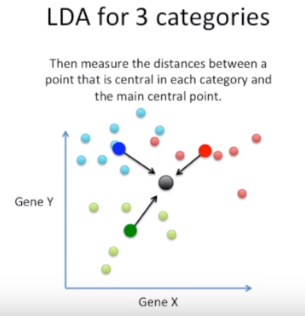 LDA for 3 categories
Then measure the distances between a
point that is central in each category and
the main central point.
Gene Y
Gene X